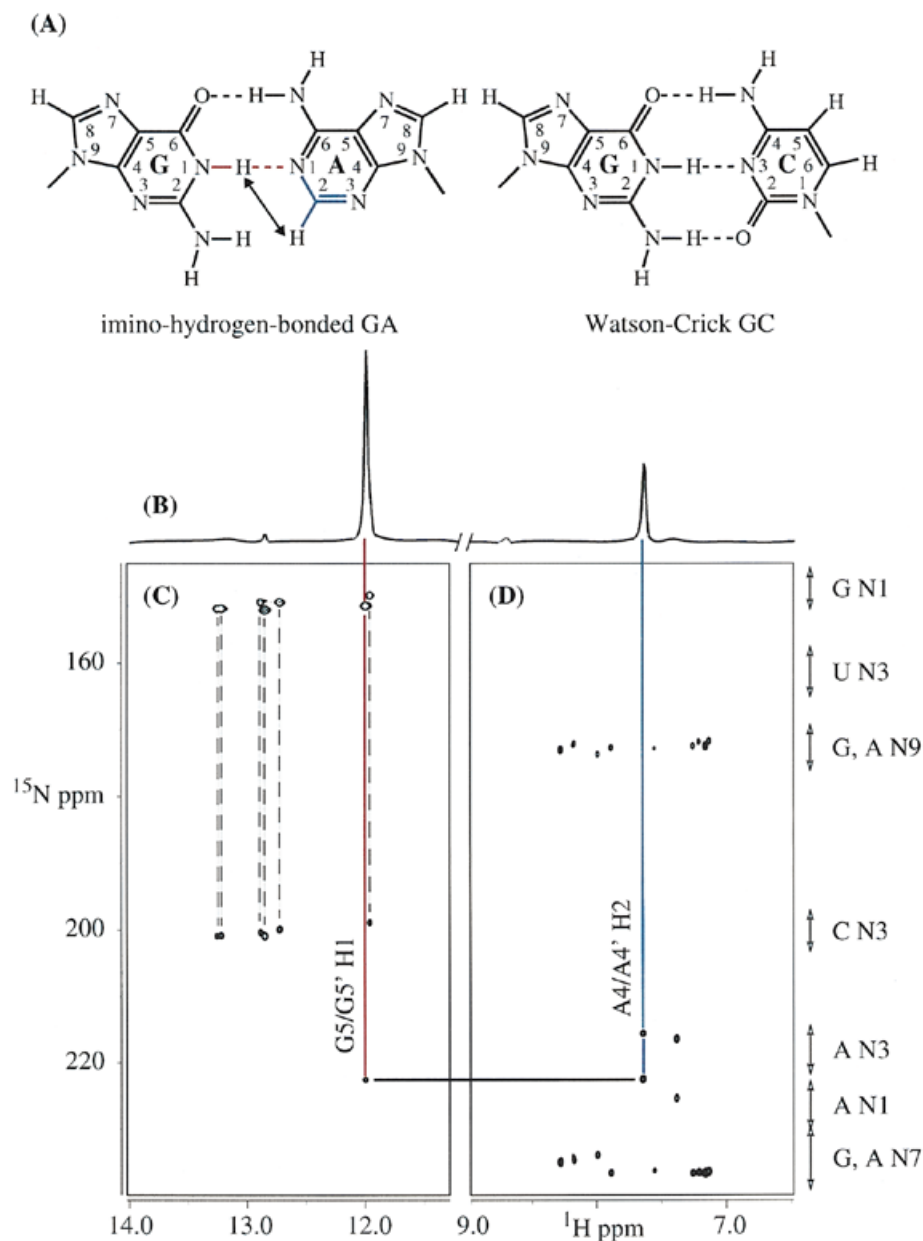 (A)
H
H
H
N
O
H
N
N
H
8
7
5
6
6
5
7
8
9
N
4
G
1
N
H
N
1
A
4
9
N
3
2
2
3
N
H
N
N
H
H
imino-hydrogen-bonded GA
H
H
N
O
H
N
H
8
7
5
6
4
5
9
N
4
G
1
N
H
N
3
C
6
H
3
2
2
1
N
N
H
O
N
H
Watson-Crick GC
(B)
(C)
(D)
G N1
160
U N3
G, A N9
15N ppm
200
C N3
G5/G5' H1
A4/A4' H2
A N3
220
A N1
G, A N7
14.0 13.0 12.0 9.0 1H ppm 7.0